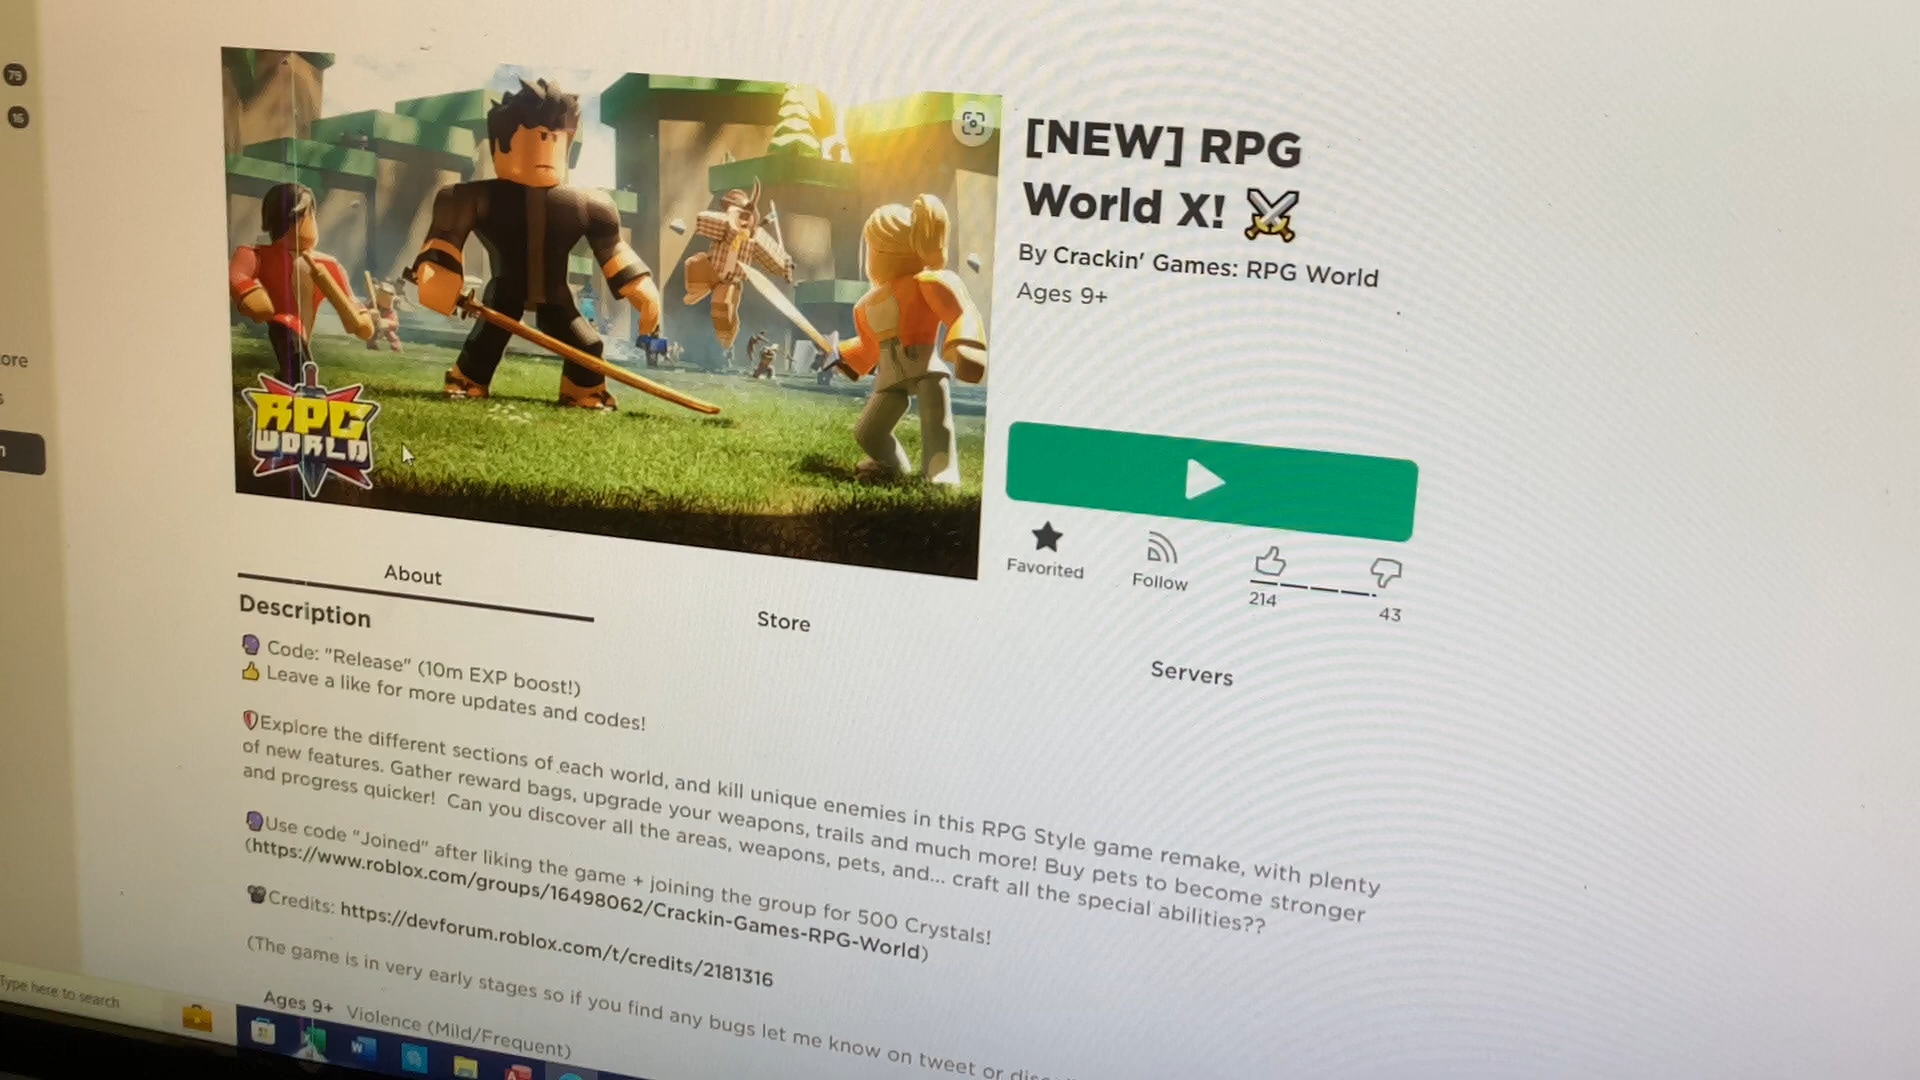 75
16
ore
RPG
WORLD
[NEW] RPG
World X!
By Crackin' Games: RPG World
Ages 9+
Favorited
Follow
214
43
About
Store
Servers
Description
Code: "Release" (10m EXP boost!)
Leave a like for more updates and codes!
Explore the different sections of each world, and kill unique enemies in this RPG Style game remake, with plenty
of new features. Gather reward bags, upgrade your weapons, trails and much more! Buy pets to become stronger
and progress quicker! Can you discover all the areas, weapons, pets, and... craft all the special abilities??
Use code "Joined" after liking the game + joining the group for 500 Crystals!
(https://www.roblox.com/groups/16498062/Crackin-Games-RPG-World)
Credits: https://devforum.roblox.com/t/credits/2181316
(The game is in very early stages so if you find any bugs let me know on tweet or
Ages 9+ Violence (Mild/Frequent)
Type here to search